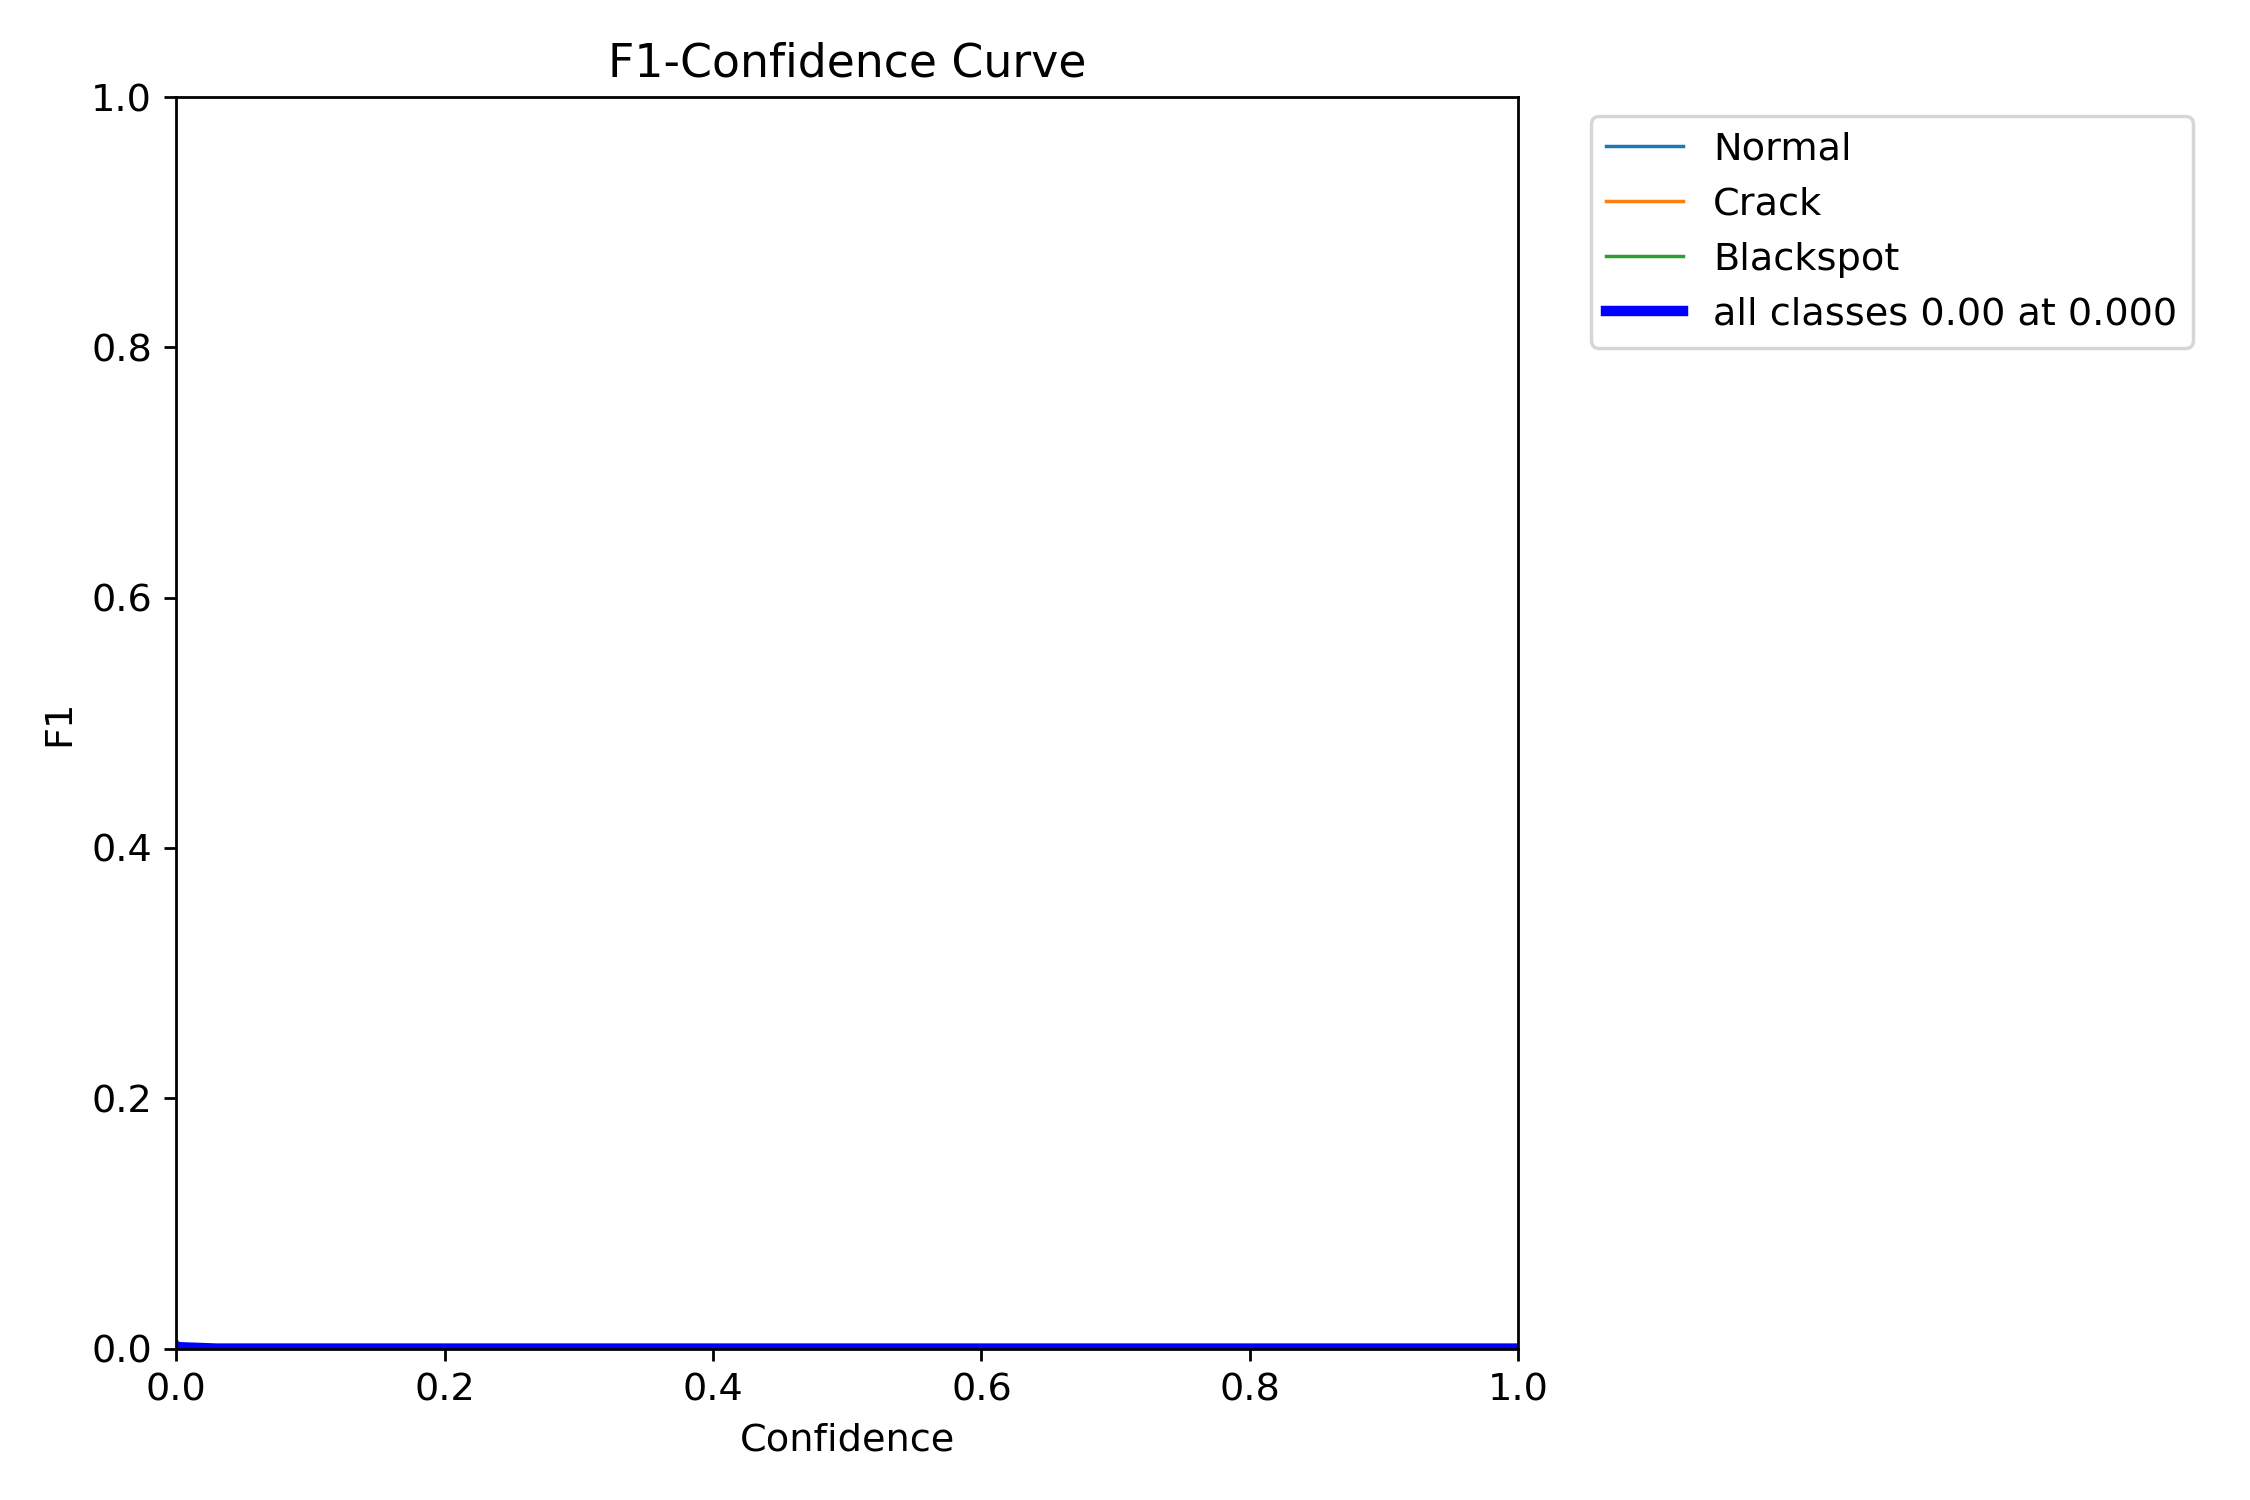 F1-Confidence Curve
1.0
0.8
0.6
0.4
0.2
0.0
F1
0.0 0.2 0.4 0.6 0.8 1.0
Confidence
Normal
Crack
Blackspot
all classes 0.00 at 0.000